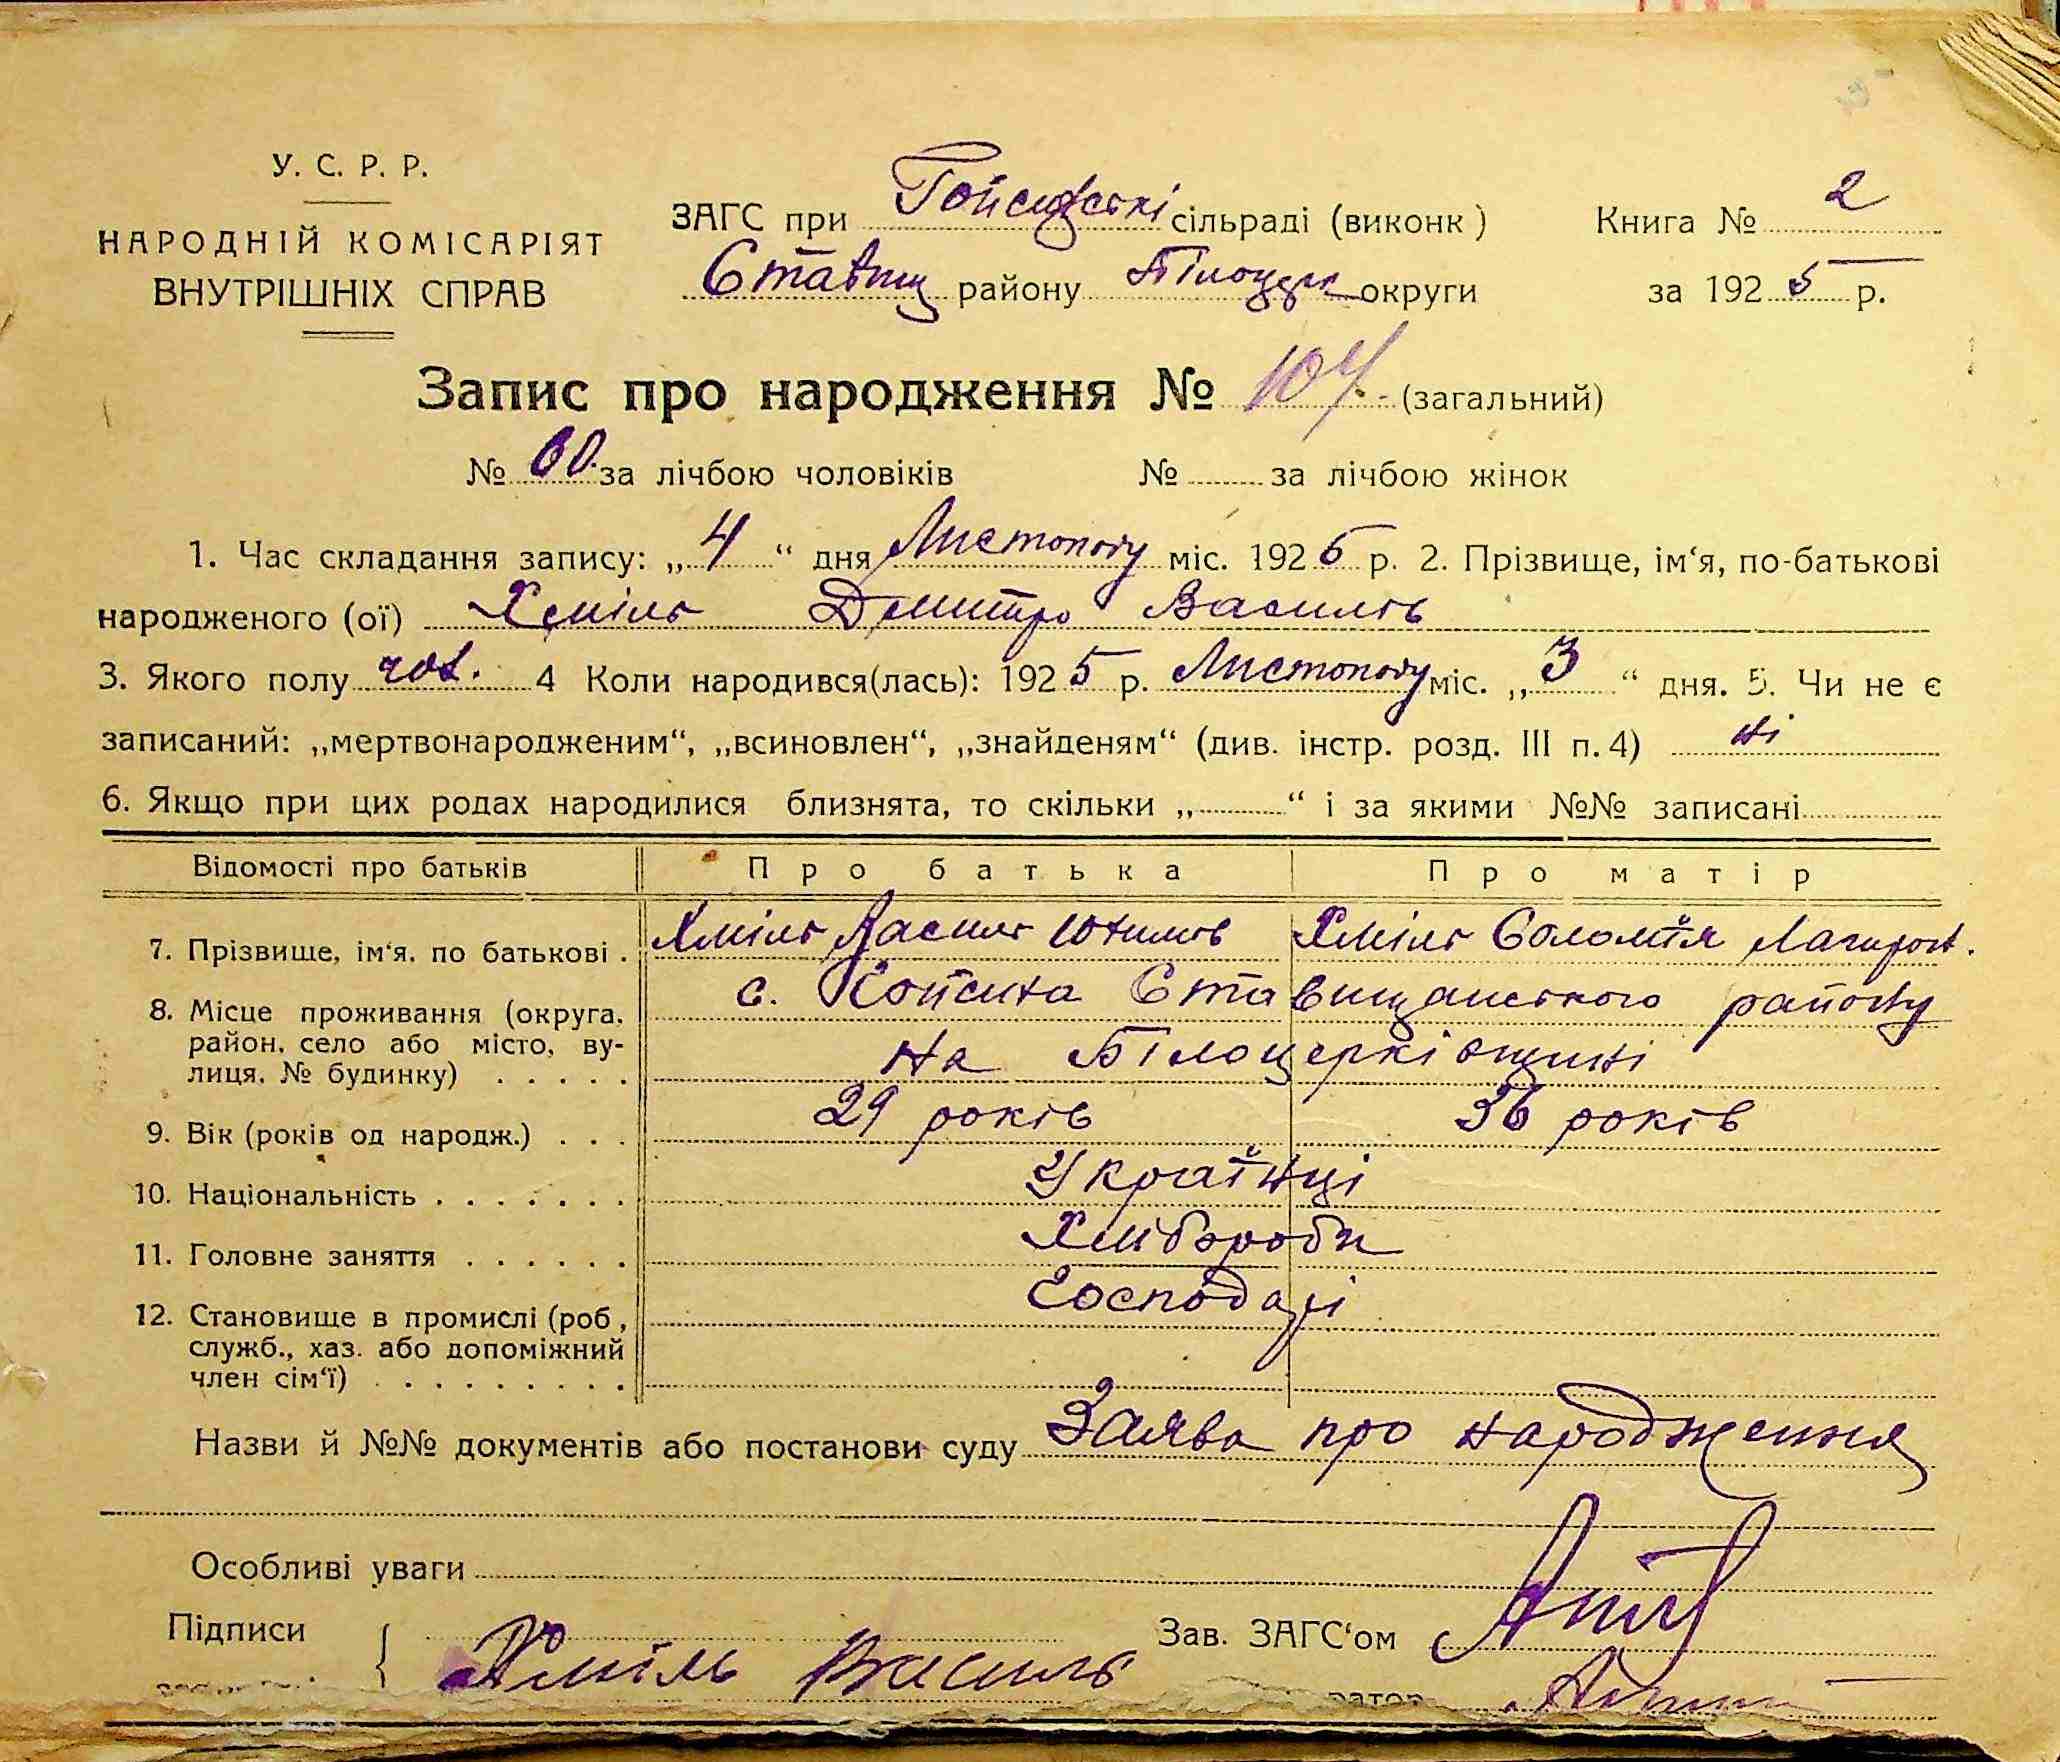 У. С. Р. Р.
НАРОДНІЙ КОМІСАРІЯТ
ВНУТРІШНІХ СПРАВ
ЗАГС при Гойсинській сільраді (виконк )
Книга № 2
Ставищ району Білоцерк округи
за 1925 р.
Запис про народження № 104 (загальний)
№ 60. за лічбою чоловіків № за лічбою жінок
1. Час складання запису: „4“ дня Листопаду міс. 1925 р. 2. Прізвище, ім‘я, по-батькові
народженого (ої) Хміль Дмитро Василів
3. Якого полу чол. 4 Коли народився(лась): 1925 р. Листопаду міс. „3“ дня. 5. Чи не є
записаний: „мертвонародженим“, „всиновлен“, „знайденям“ (див. інстр. розд. III п. 4) ні
6. Якщо при цих родах народилися близнята, то скільки „ “ і за якими №№ записані
Відомості про батьків Про батька Про матір
7. Прізвище, ім‘я, по батькові . Хміль Василь Юхимів Хміль Соломія
8. Місце проживання (округа, район, село або місто, вулиця, № будинку) . . . . . с. Гойсина Ставищанського району
на Білоцерківщині
9. Вік (років од народж.) . . . 29 років 36 років
10. Національність . . . . . . . Українці
11. Головне заняття . . . . . . Хлібороби
12. Становище в промислі (роб, служб., хаз. або допоміжний член сім‘ї) . . . . . . . . . Господарі
Назви й №№ документів або постанови суду Заява про народження
Особливі уваги
Підписи
Хміль Василь
Зав. ЗАГС‘ом